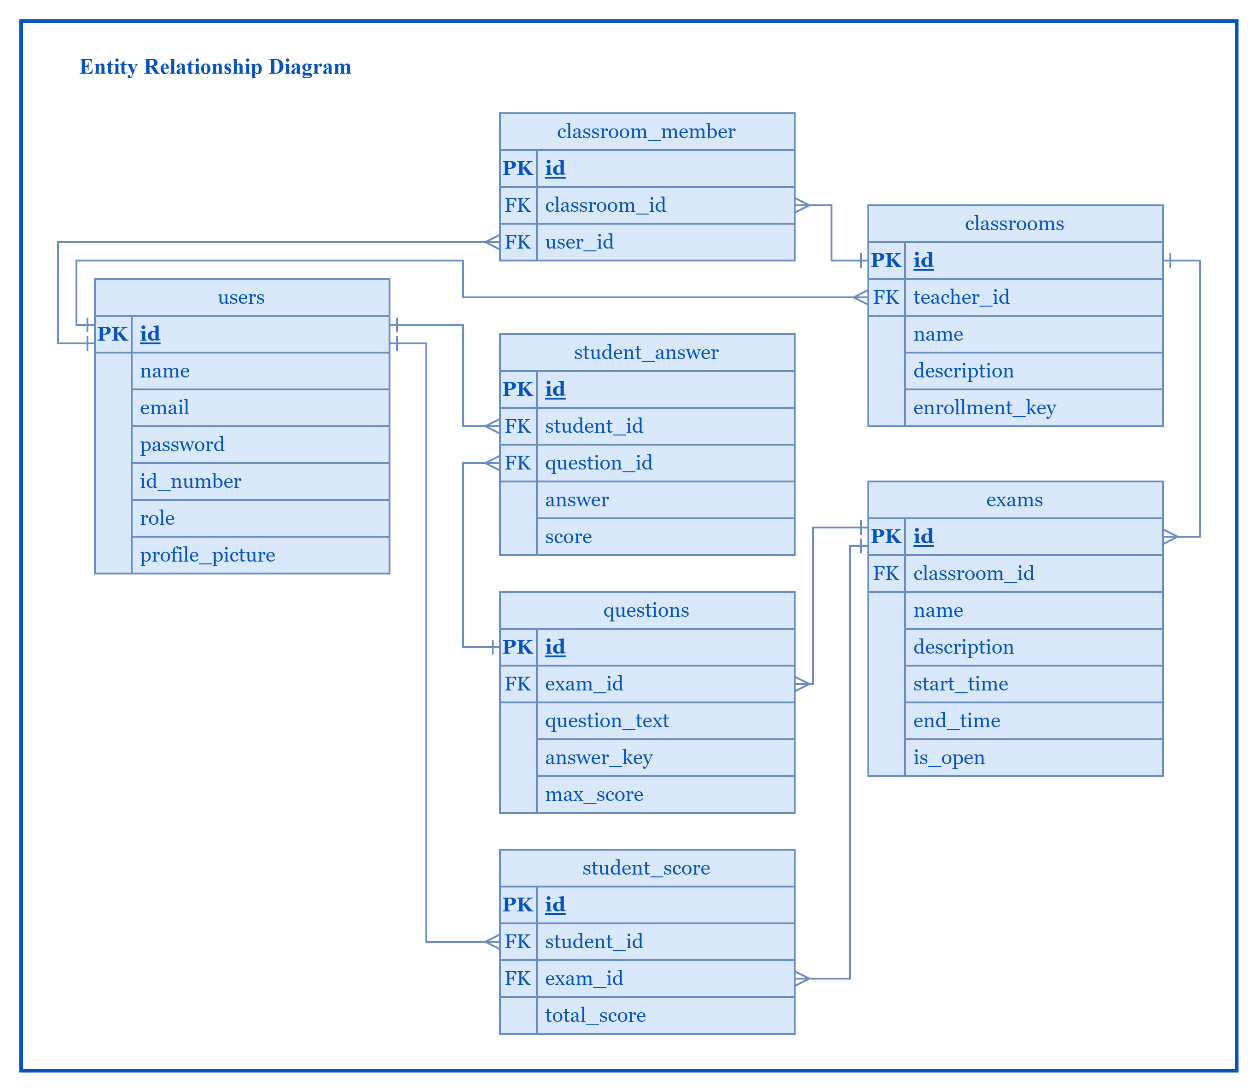 Entity Relationship Diagram
classroom_member
PK id
FK classroom_id
FK user_id
classrooms
PK id
FK teacher_id
name
description
enrollment_key
users
PK id
name
email
password
id_number
role
profile_picture
student_answer
PK id
FK student_id
FK question_id
answer
score
exams
PK id
FK classroom_id
name
description
start_time
end_time
is_open
questions
PK id
FK exam_id
question_text
answer_key
max_score
student_score
PK id
FK student_id
FK exam_id
total_score